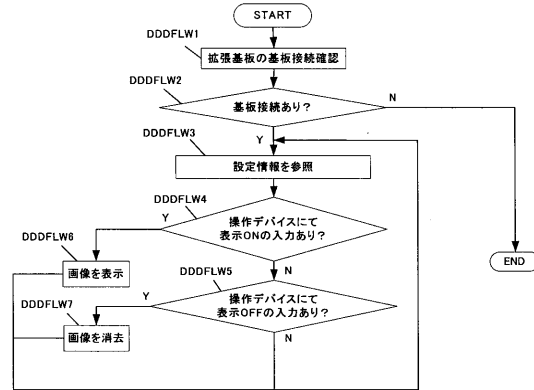 START
DDDFLW1
拡張基板の基板接続確認
DDDFLW2
基板接続あり？
N
Y
DDDFLW3
設定情報を参照
DDDFLW4
操作デバイスにて
表示ONの入力あり？
Y
N
DDDFLW6
画像を表示
END
DDDFLW5
操作デバイスにて
表示OFFの入力あり？
Y
N
DDDFLW7
画像を消去